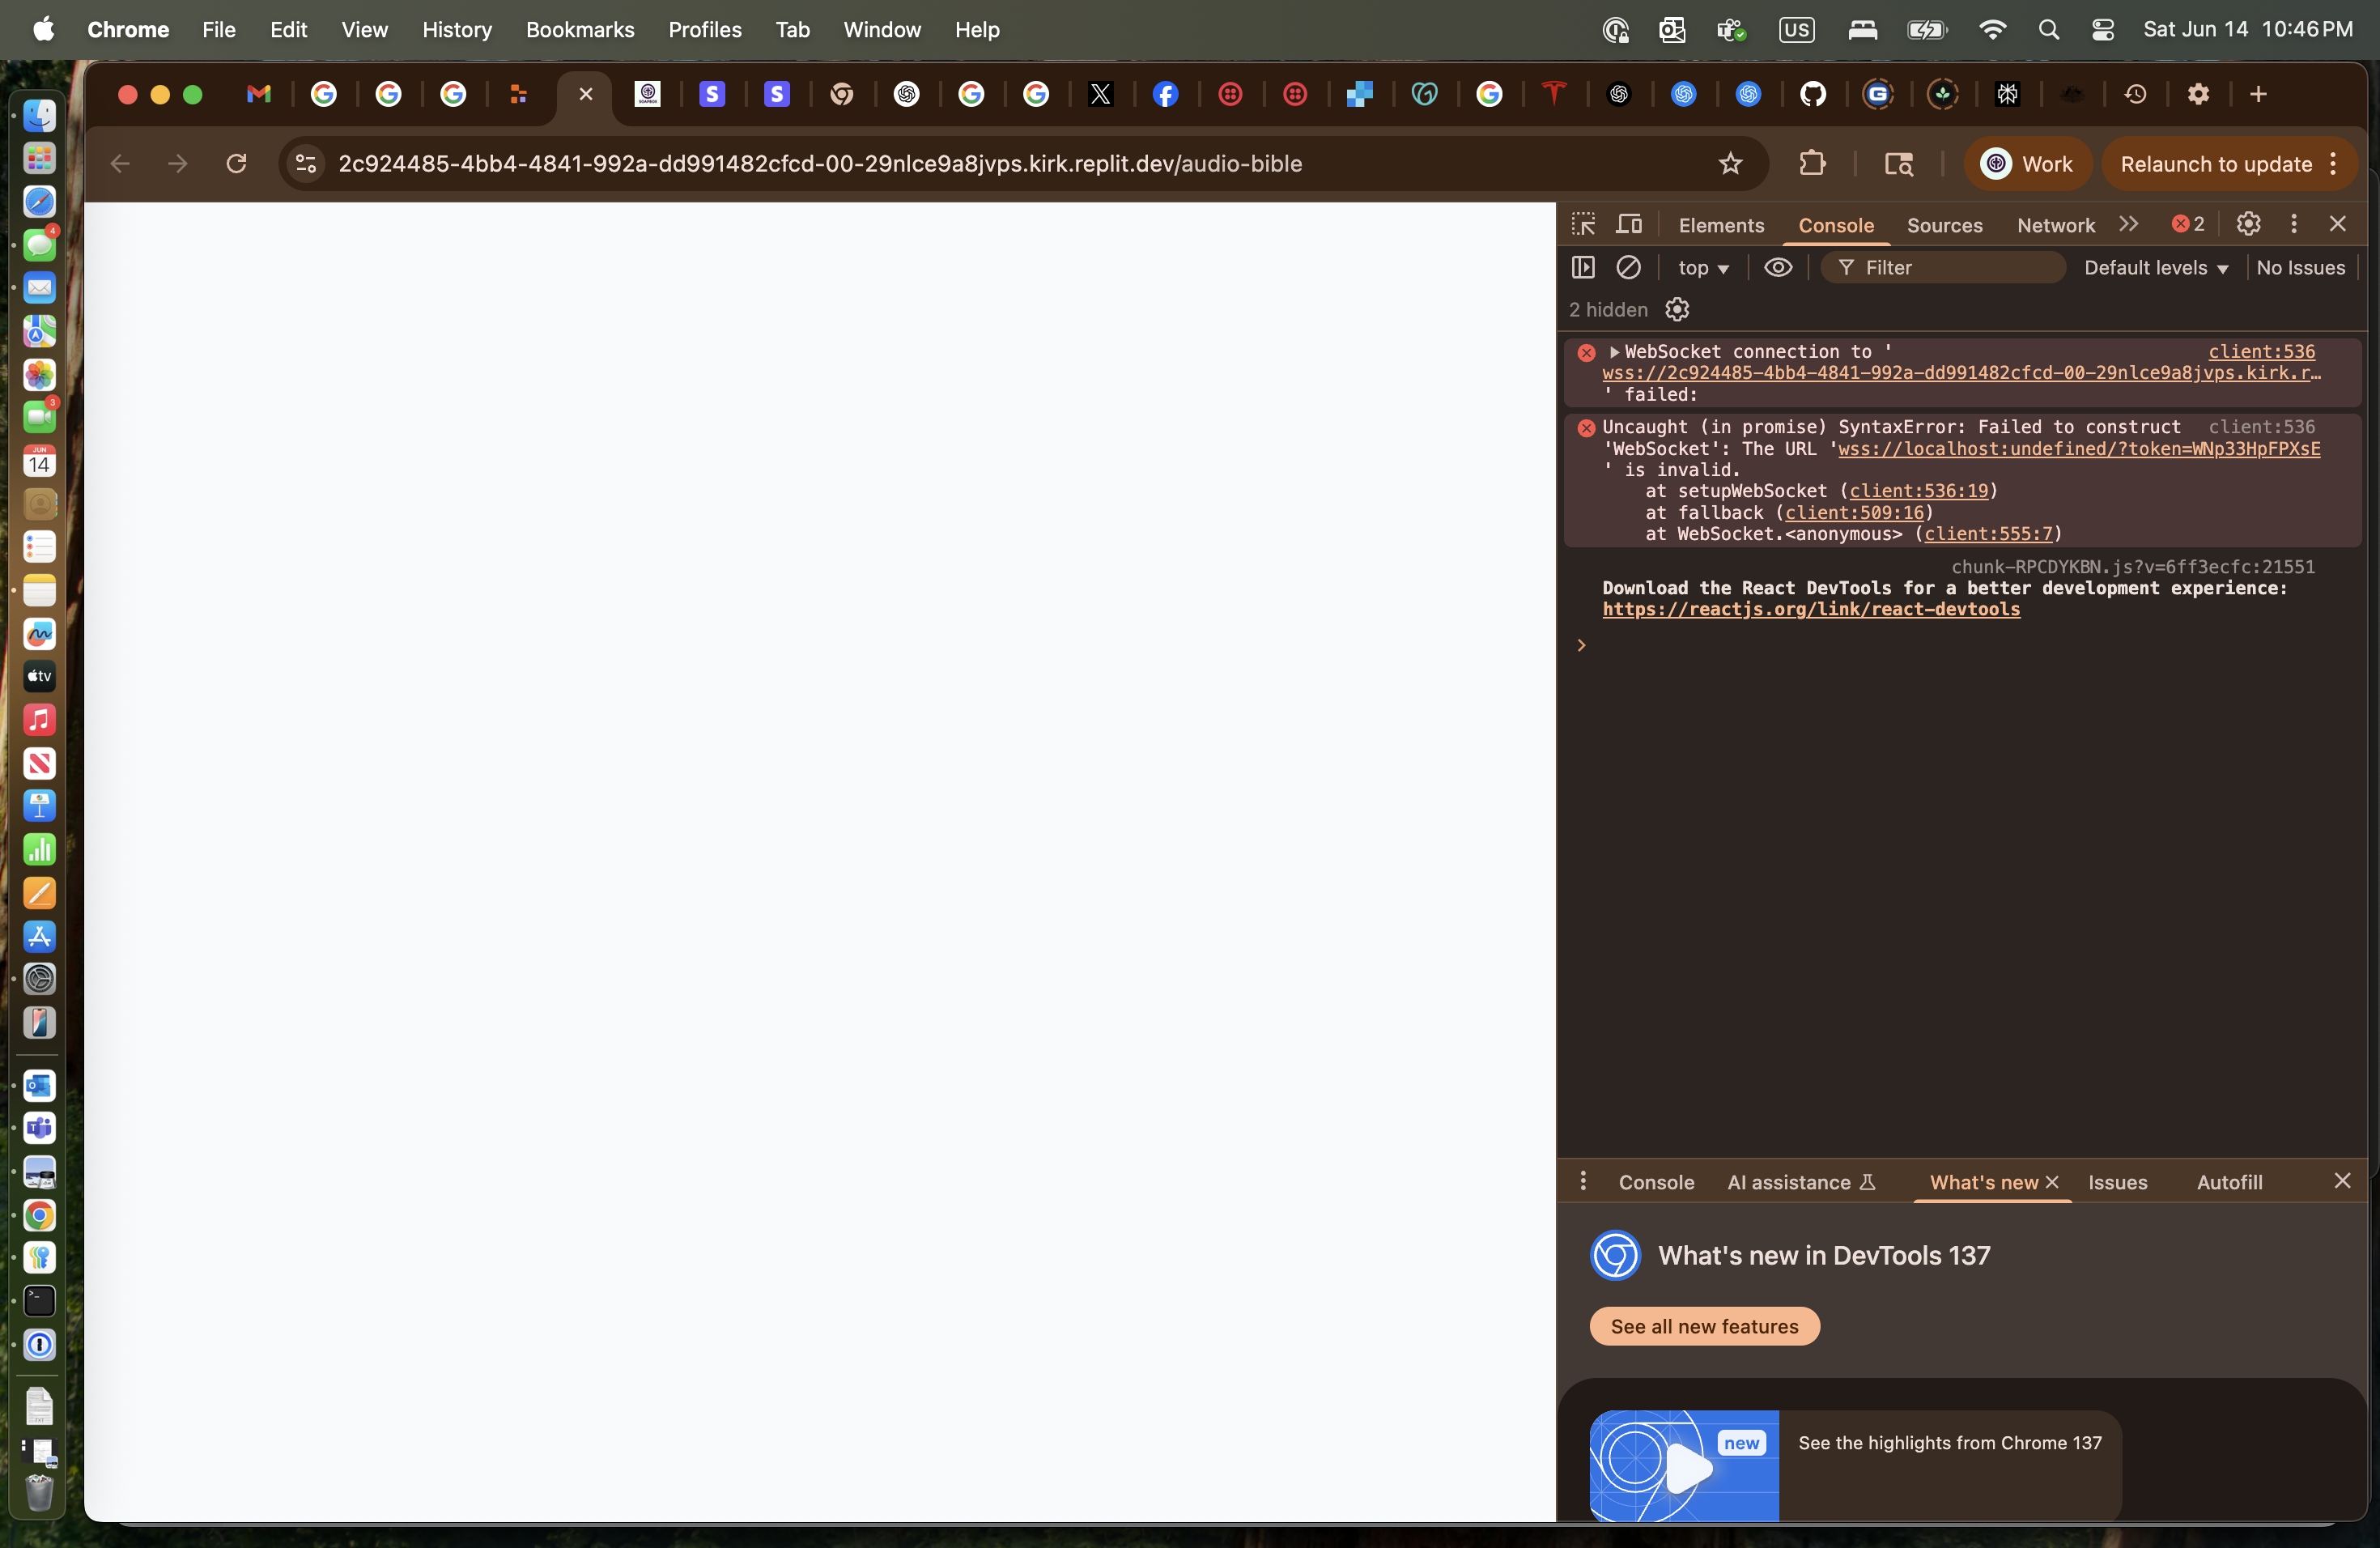 Chrome File Edit View History Bookmarks Profiles Tab Window Help US Sat Jun 14 10:46 PM
2c924485-4bb4-4841-992a-dd991482cfcd-00-29nlce9a8jvps.kirk.replit.dev/audio-bible Work Relaunch to update
Elements Console Sources Network 2
top Filter Default levels No Issues
2 hidden
WebSocket connection to ' client:536
wss://2c924485-4bb4-4841-992a-dd991482cfcd-00-29nlce9a8jvps.kirk.r…
' failed:
Uncaught (in promise) SyntaxError: Failed to construct client:536
'WebSocket': The URL 'wss://localhost:undefined/?token=WNp33HpFPXsE
' is invalid.
at setupWebSocket (client:536:19)
at fallback (client:509:16)
at WebSocket.<anonymous> (client:555:7)
chunk-RPCDYKBN.js?v=6ff3ecfc:21551
Download the React DevTools for a better development experience:
https://reactjs.org/link/react-devtools
Console AI assistance What's new Issues Autofill
What's new in DevTools 137
See all new features
new See the highlights from Chrome 137
4
3
JUN
14
tv